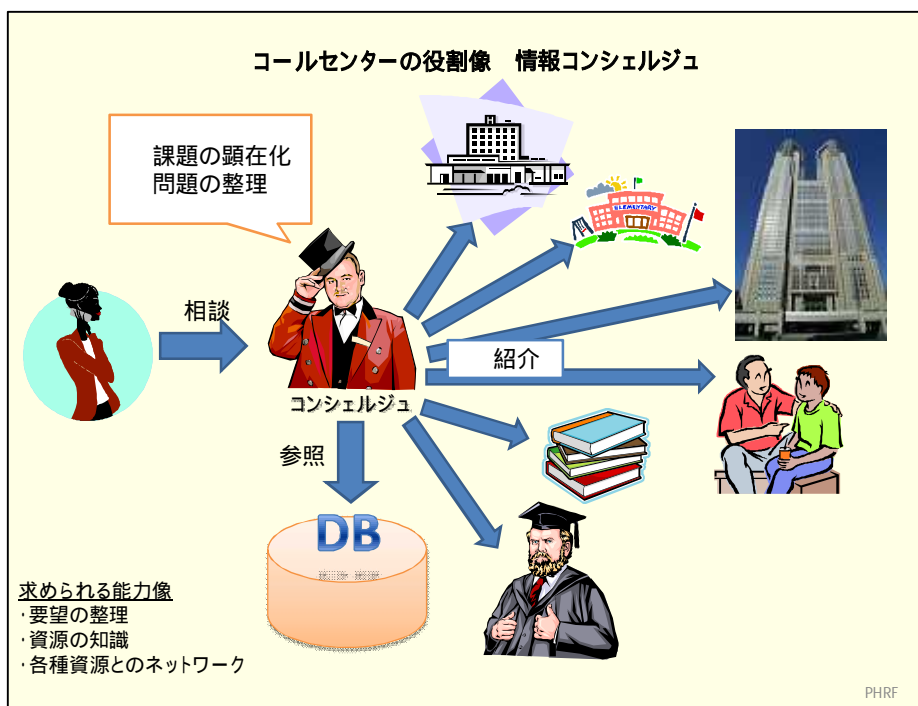 コールセンターの役割像　情報コンシェルジュ
課題の顕在化
問題の整理
ELEMENTARY
相談
紹介
コンシェルジュ
参照
DB
求められる能力像
・要望の整理
・資源の知識
・各種資源とのネットワーク
PHRF